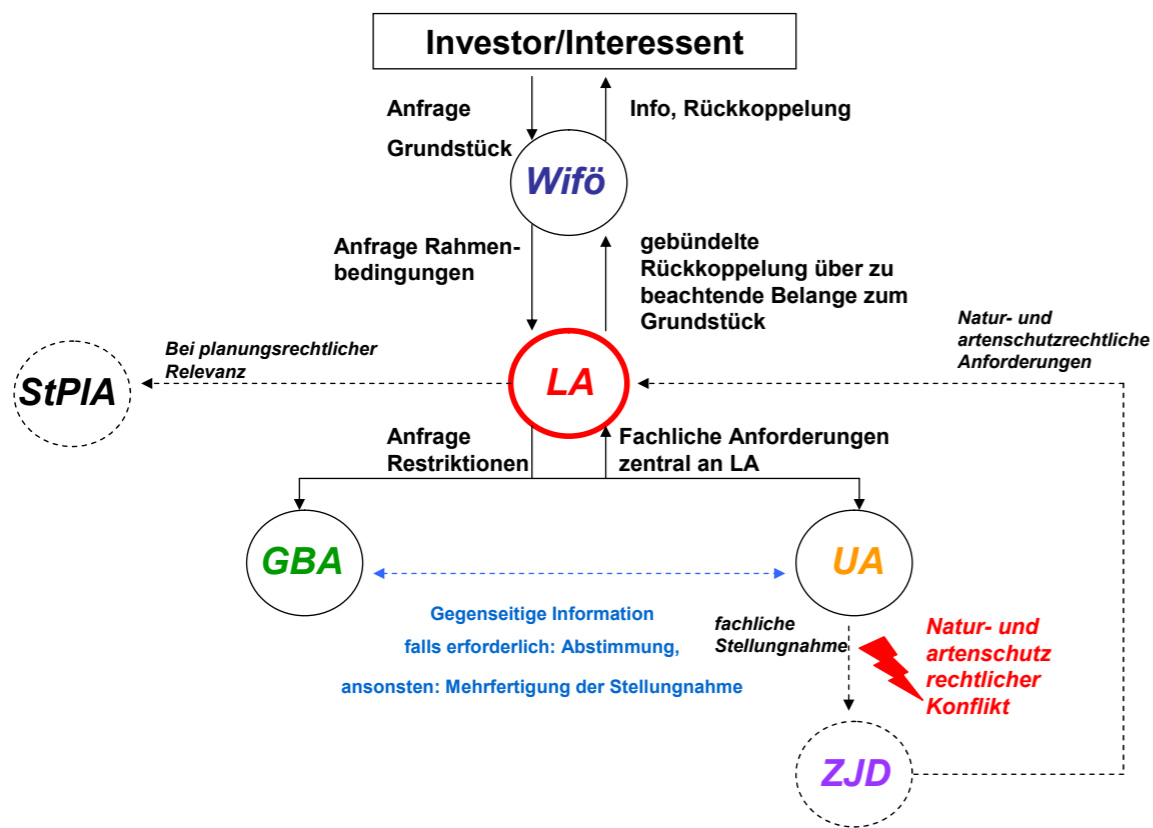 Investor/Interessent
Anfrage
Grundstück
Info, Rückkoppelung
Wifö
Anfrage Rahmen-
bedingungen
gebündelte
Rückkoppelung über zu
beachtende Belange zum
Grundstück
Natur- und
artenschutzrechtliche
Anforderungen
Bei planungsrechtlicher
Relevanz
StPlA
LA
Anfrage
Restriktionen
Fachliche Anforderungen
zentral an LA
GBA
UA
Gegenseitige Information
falls erforderlich: Abstimmung,
ansonsten: Mehrfertigung der Stellungnahme
fachliche
Stellungnahme
Natur- und
artenschutz
rechtlicher
Konflikt
ZJD